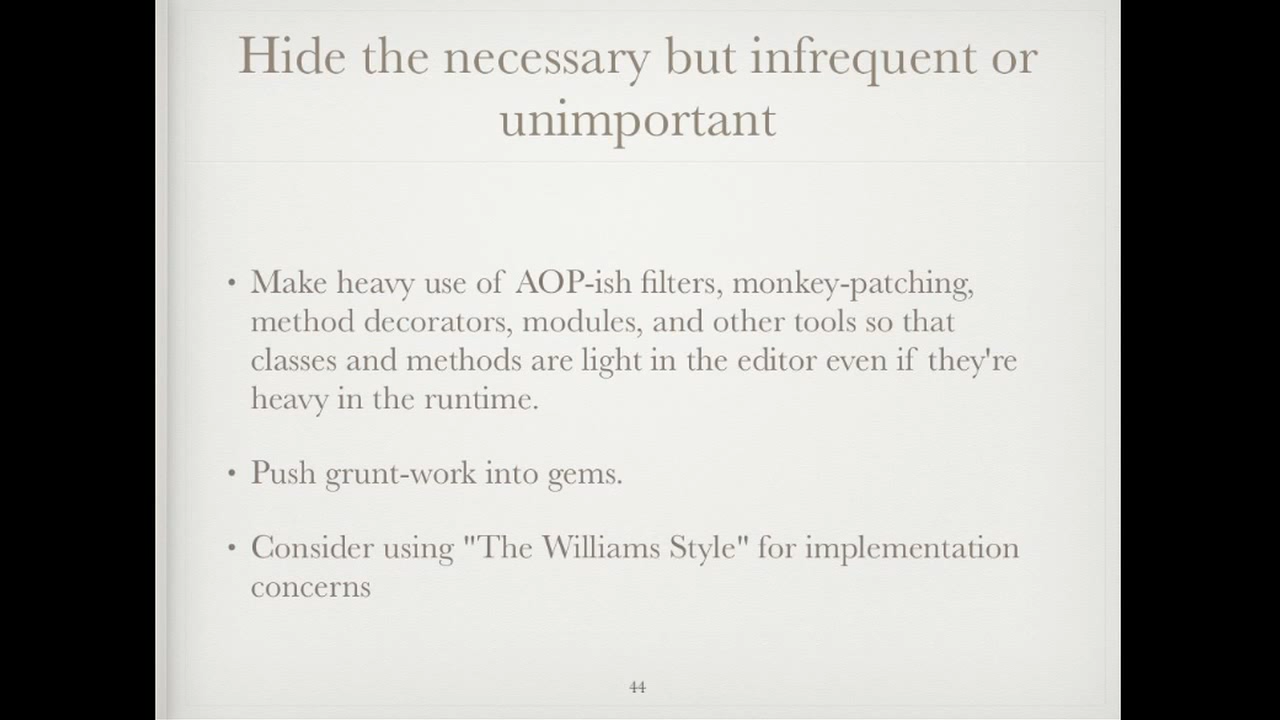 Hide the necessary but infrequent or
unimportant
• Make heavy use of AOP-ish filters, monkey-patching,
method decorators, modules, and other tools so that
classes and methods are light in the editor even if they're
heavy in the runtime.
• Push grunt-work into gems.
• Consider using "The Williams Style" for implementation
concerns
44